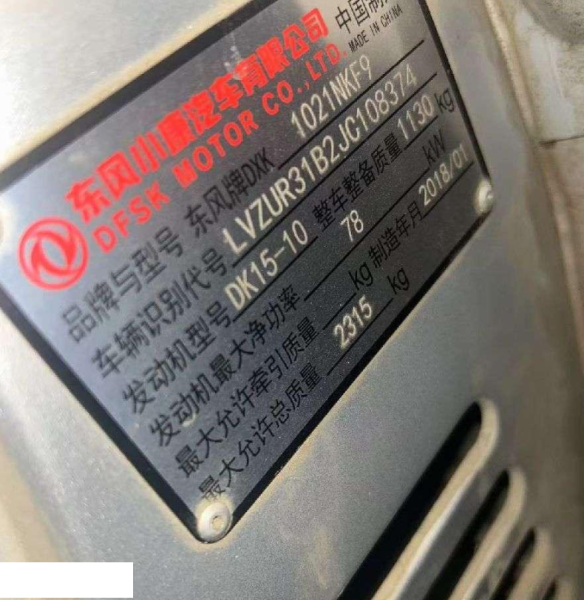 东风小康汽车有限公司 中国制
DFSK MOTOR CO.,LTD. MADE IN CHINA
品牌与型号 东风牌DXK 1021NKF9
车辆识别代号 LVZUR31B2JC108374
发动机型号 DK15-10 整车整备质量 1130 kg
发动机最大净功率 78 kW
最大允许牵引质量 kg 制造年月 2018/01
最大允许总质量 2315 kg